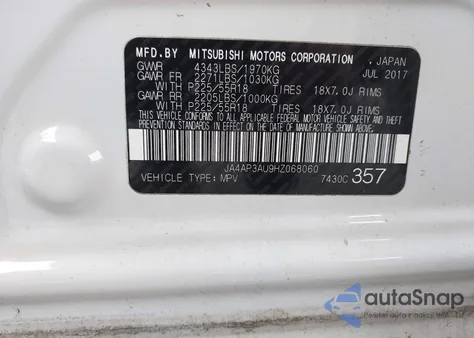 MFD.BY MITSUBISHI MOTORS CORPORATION , JAPAN
GVWR 4343LBS/1970KG JUL 2017
GAWR FR 2271LBS/1030KG
WITH P225/55R18 TIRES 18X7.0J RIMS
GAWR RR 2205LBS/1000KG
WITH P225/55R18 TIRES 18X7.0J RIMS
THIS VEHICLE CONFORMS TO ALL APPLICABLE FEDERAL MOTOR VEHICLE SAFETY, BUMPER AND THEFT PREVENTION STANDARDS IN EFFECT ON THE DATE OF MANUFACTURE SHOWN ABOVE.
JA4AP3AU9HZ068060
VEHICLE TYPE: MPV 7430C 357
autoSnap